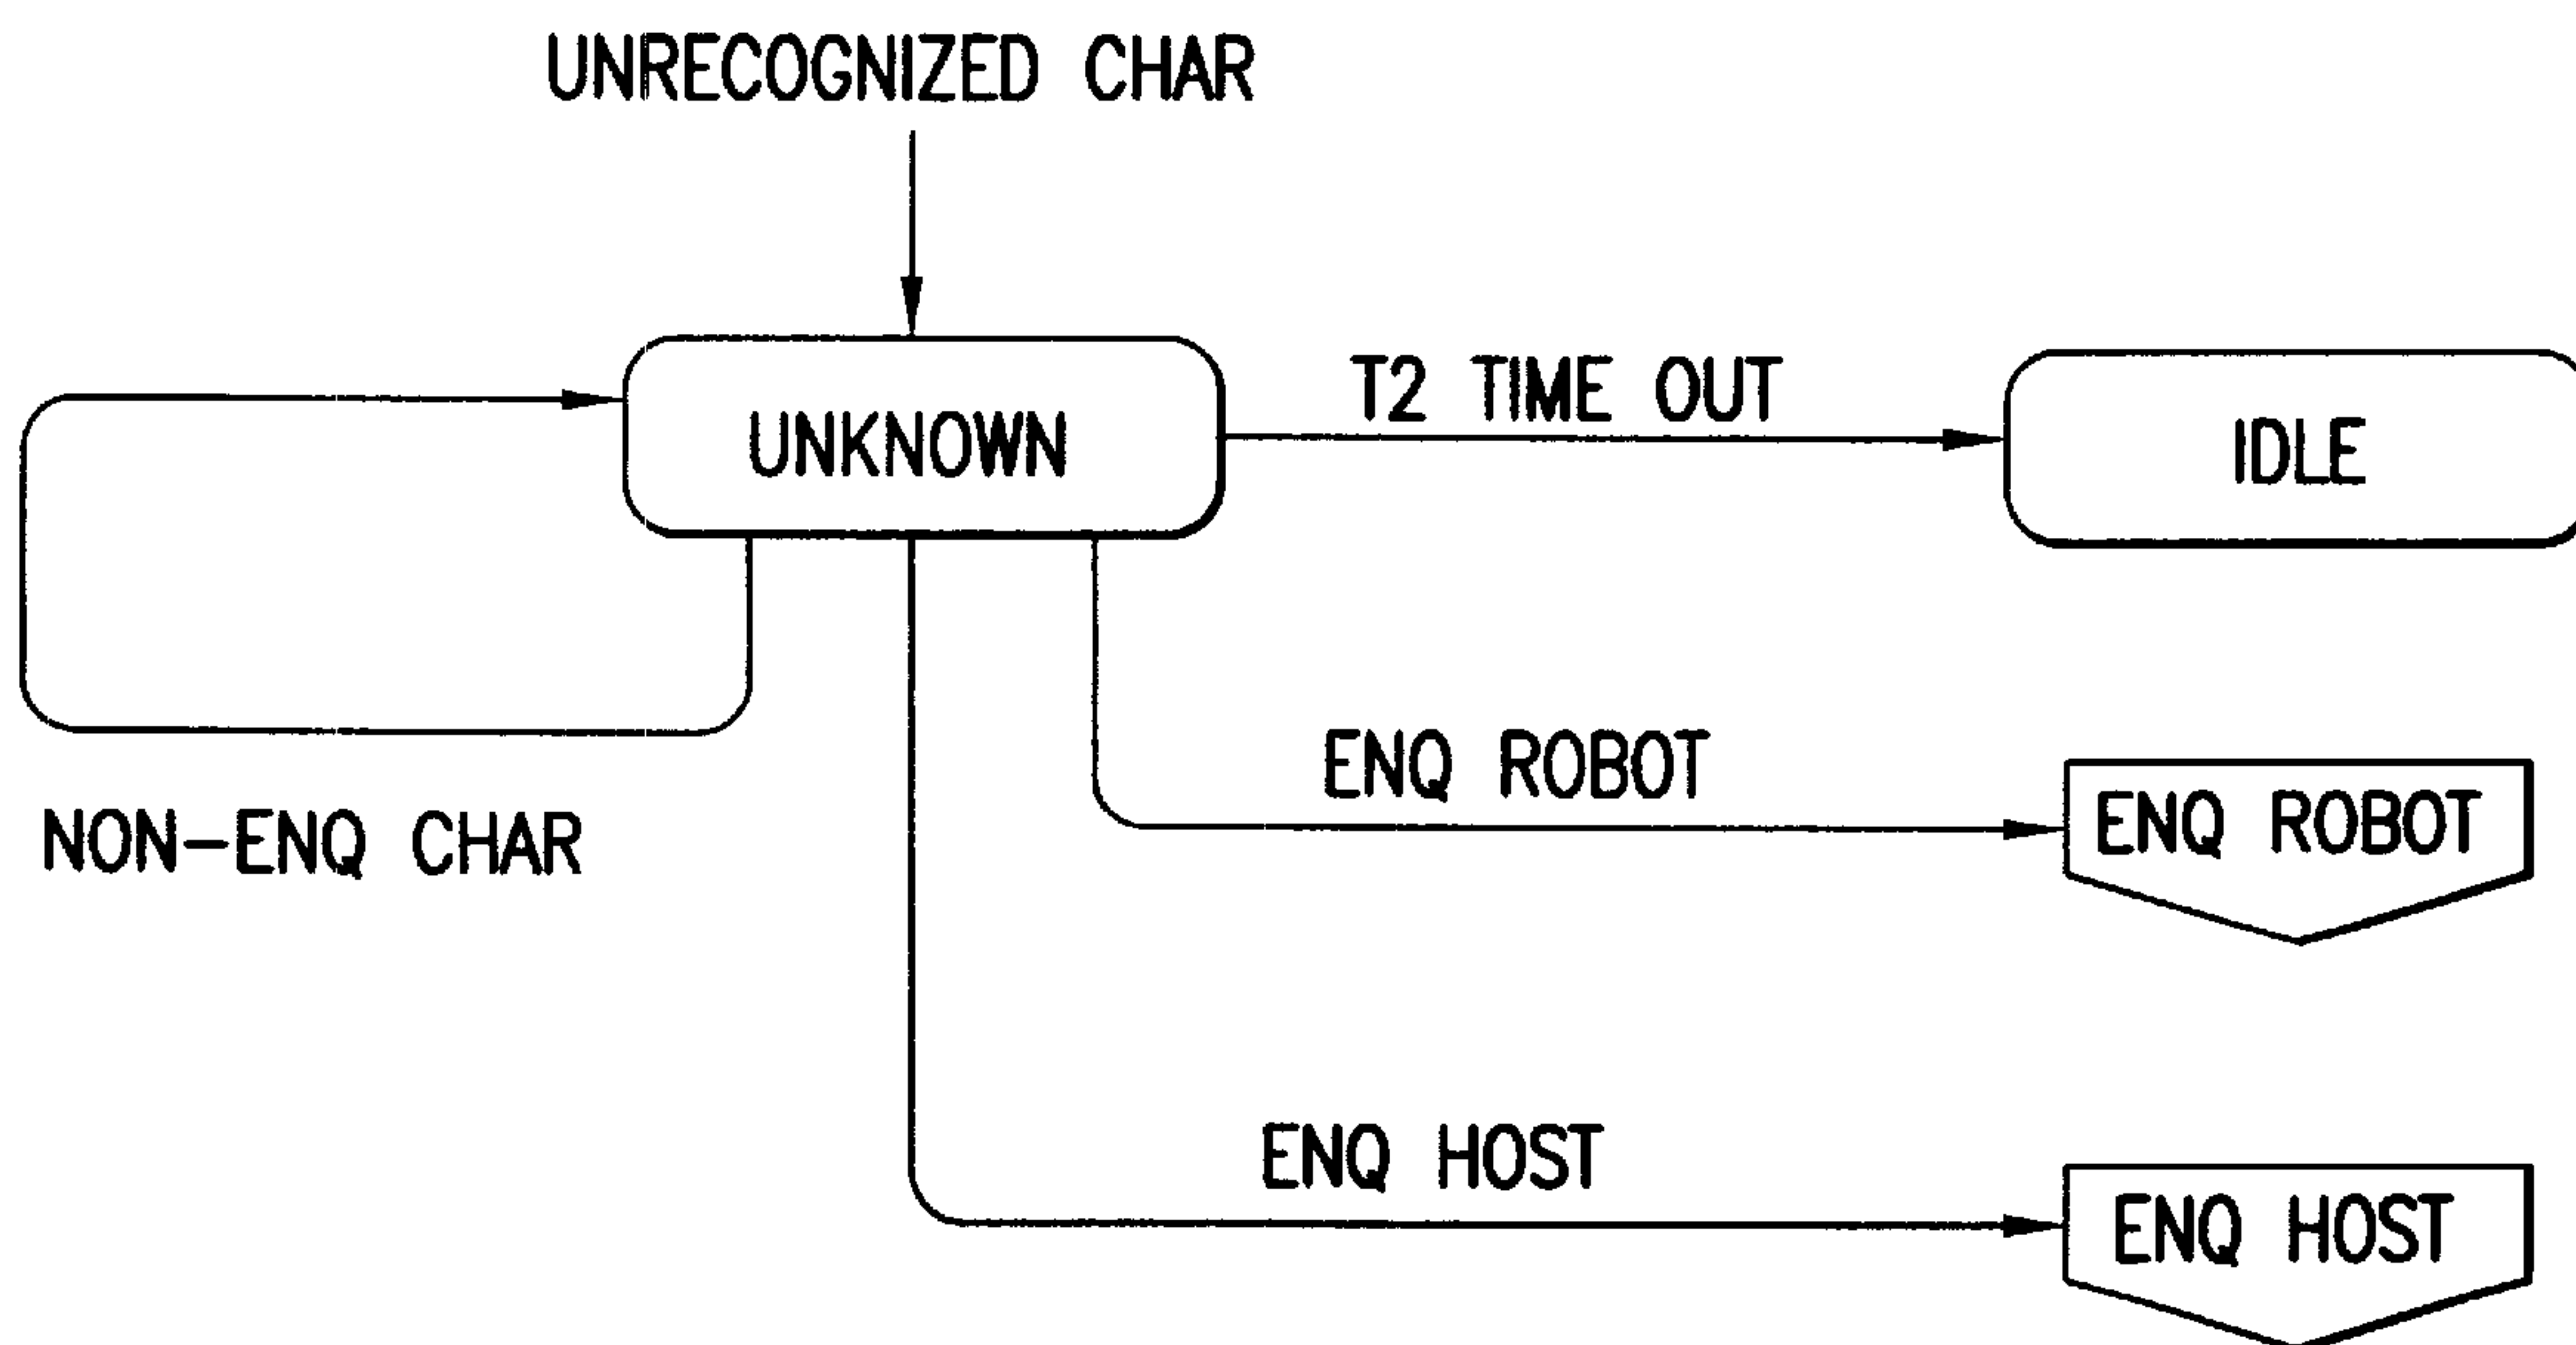 UNRECOGNIZED CHAR
T2 TIME OUT
UNKNOWN
IDLE
ENQ ROBOT
ENQ ROBOT
NON-ENQ CHAR
ENQ HOST
ENQ HOST